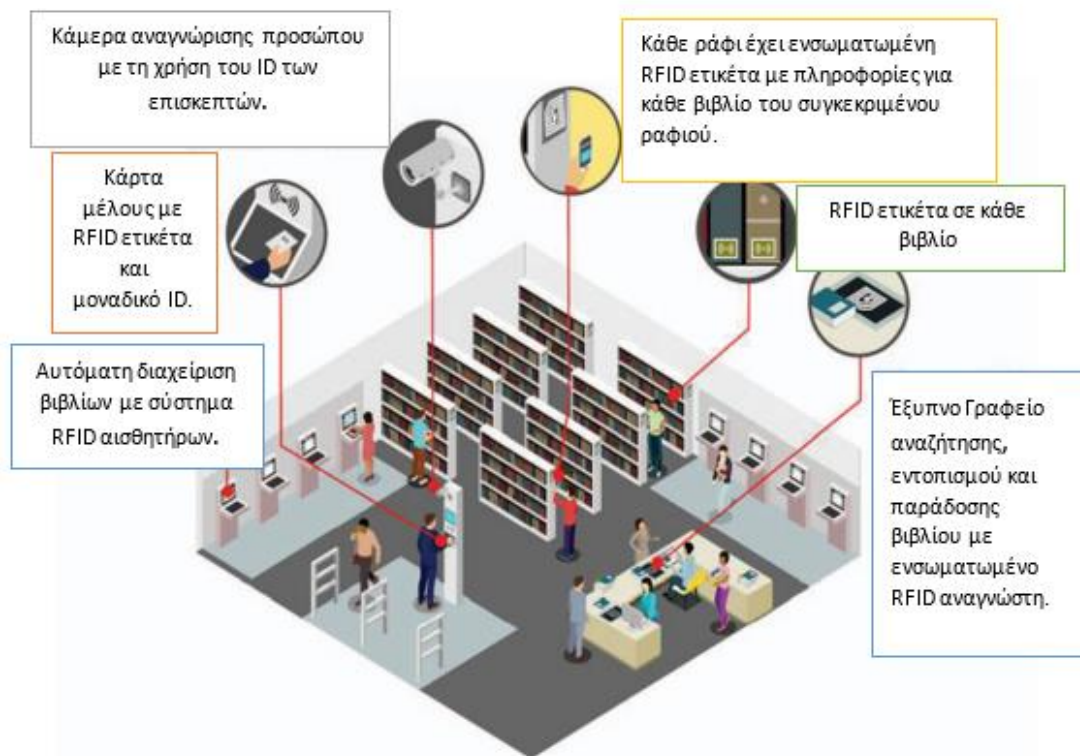 Κάμερα αναγνώρισης προσώπου
με τη χρήση του ID των
επισκεπτών.
Κάθε ράφι έχει ενσωματωμένη
RFID ετικέτα με πληροφορίες για
κάθε βιβλίο του συγκεκριμένου
ραφιού.
Κάρτα
μέλους με
RFID ετικέτα
και
μοναδικό ID.
RFID ετικέτα σε κάθε
βιβλίο
Αυτόματη διαχείριση
βιβλίων με σύστημα
RFID αισθητήρων.
Έξυπνο Γραφείο
αναζήτησης,
εντοπισμού και
παράδοσης
βιβλίου με
ενσωματωμένο
RFID αναγνώστη.